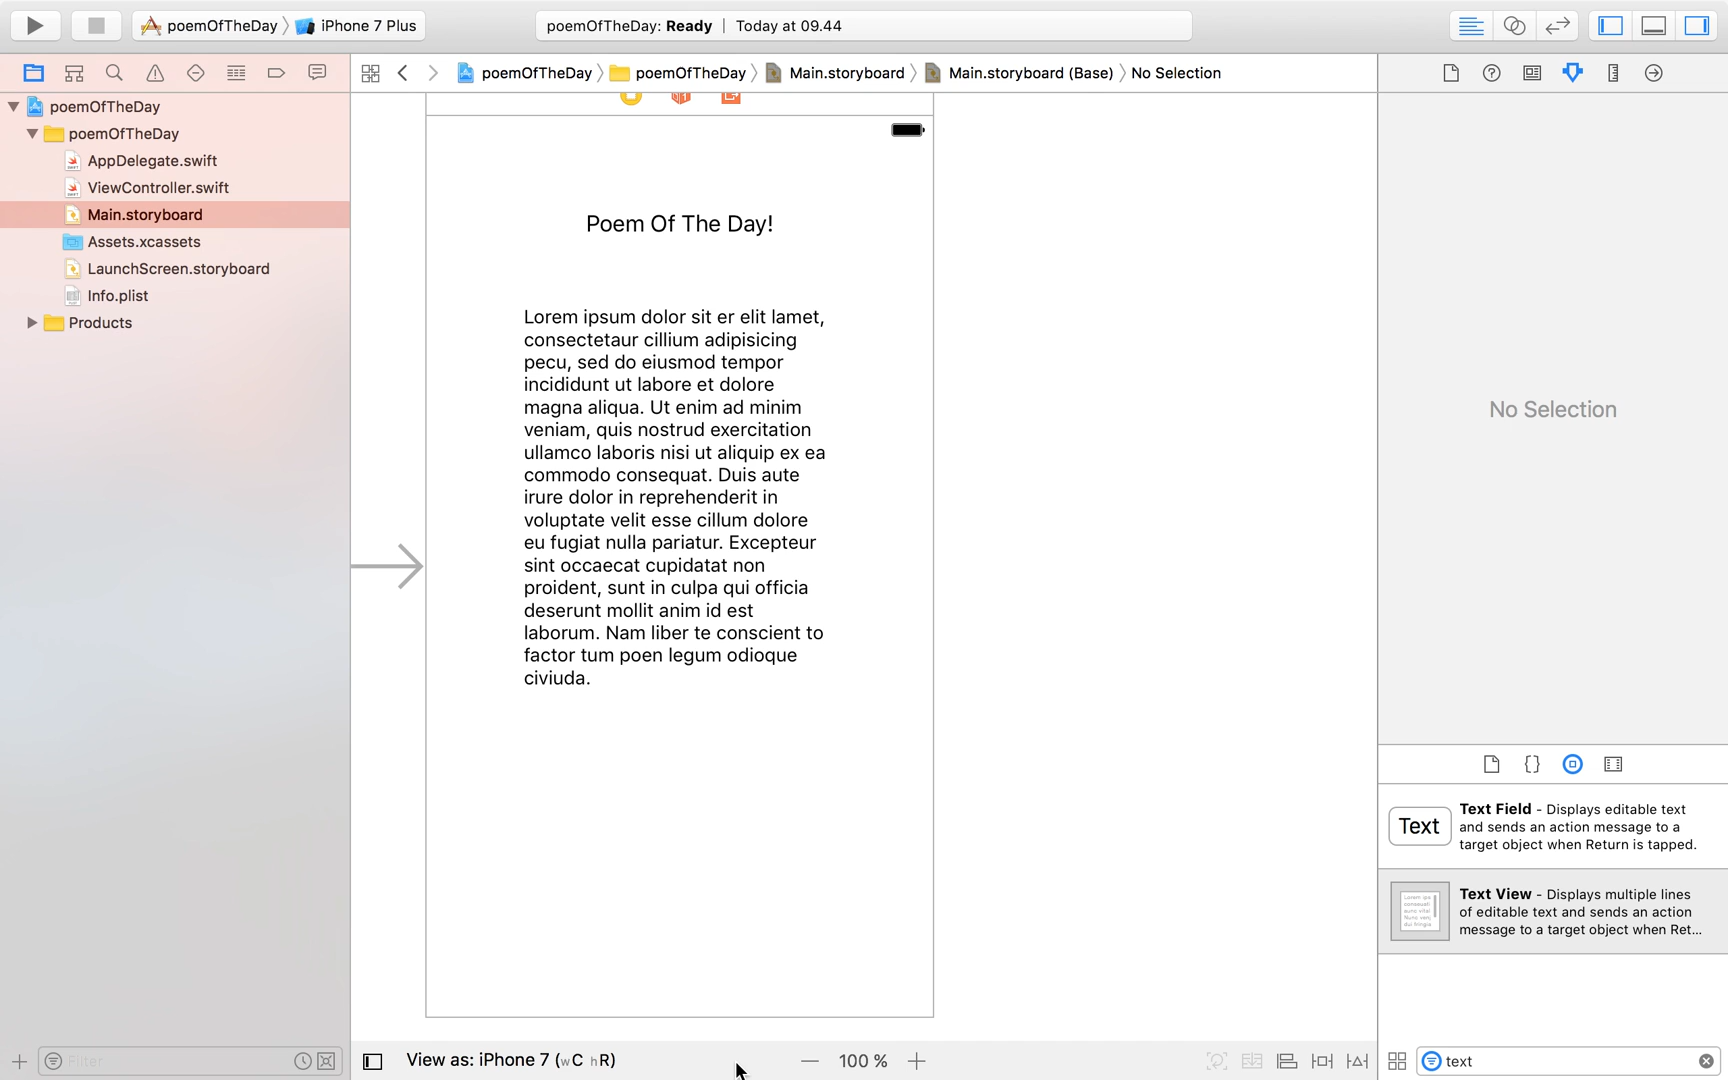 poemOfTheDay iPhone 7 Plus
poemOfTheDay: Ready Today at 09.44
poemOfTheDay poemOfTheDay Main.storyboard Main.storyboard (Base) No Selection
poemOfTheDay
poemOfTheDay
AppDelegate.swift
ViewController.swift
Main.storyboard
Assets.xcassets
LaunchScreen.storyboard
Info.plist
Products
Poem Of The Day!
Lorem ipsum dolor sit er elit lamet,
consectetaur cillium adipisicing
pecu, sed do eiusmod tempor
incididunt ut labore et dolore
magna aliqua. Ut enim ad minim
veniam, quis nostrud exercitation
ullamco laboris nisi ut aliquip ex ea
commodo consequat. Duis aute
irure dolor in reprehenderit in
voluptate velit esse cillum dolore
eu fugiat nulla pariatur. Excepteur
sint occaecat cupidatat non
proident, sunt in culpa qui officia
deserunt mollit anim id est
laborum. Nam liber te conscient to
factor tum poen legum odioque
civiuda.
No Selection
Text
Text Field - Displays editable text
and sends an action message to a
target object when Return is tapped.
Text View - Displays multiple lines
of editable text and sends an action
message to a target object when Ret...
Filter
View as: iPhone 7 (wC hR)
100 %
text